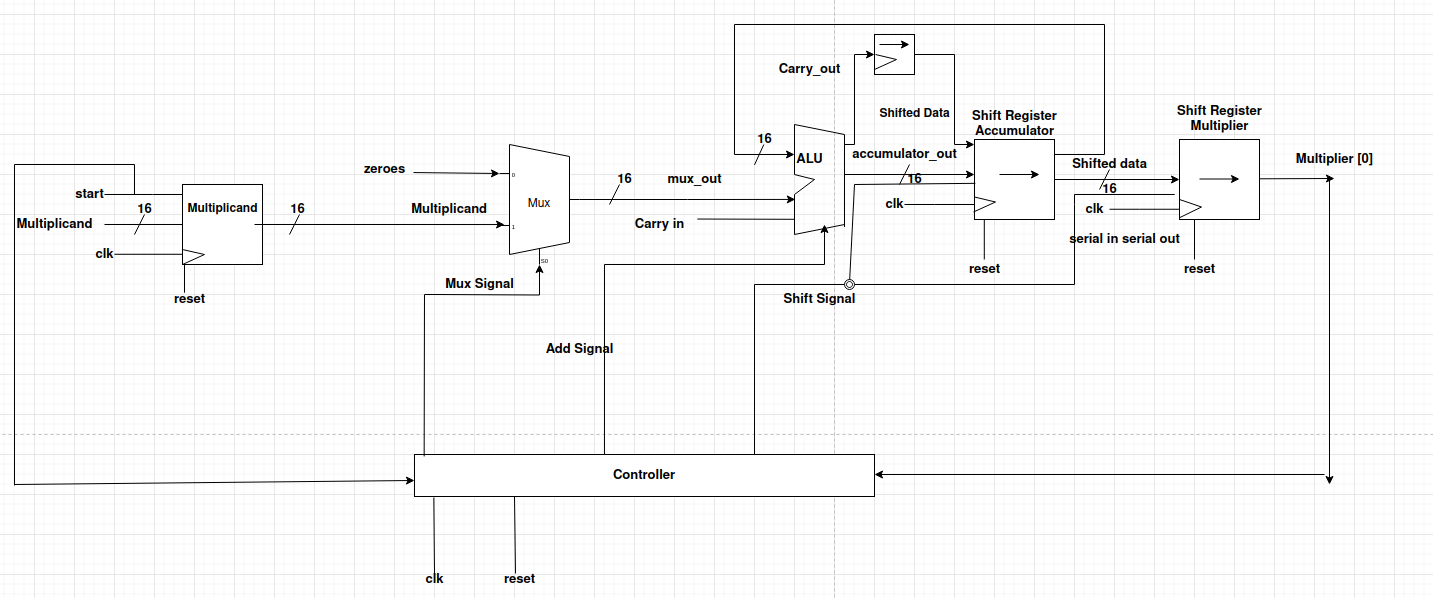 Carry_out
Shifted Data
Shift Register
Accumulator
Shift Register
Multiplier
16
ALU
accumulator_out
16
Shifted data
16
Multiplier [0]
zeroes
0
Mux
1
S0
16
mux_out
Carry in
start
Multiplicand
16
clk
Multiplicand
reset
16
Multiplicand
clk
reset
clk
serial in serial out
reset
Mux Signal
Shift Signal
Add Signal
Controller
clk
reset